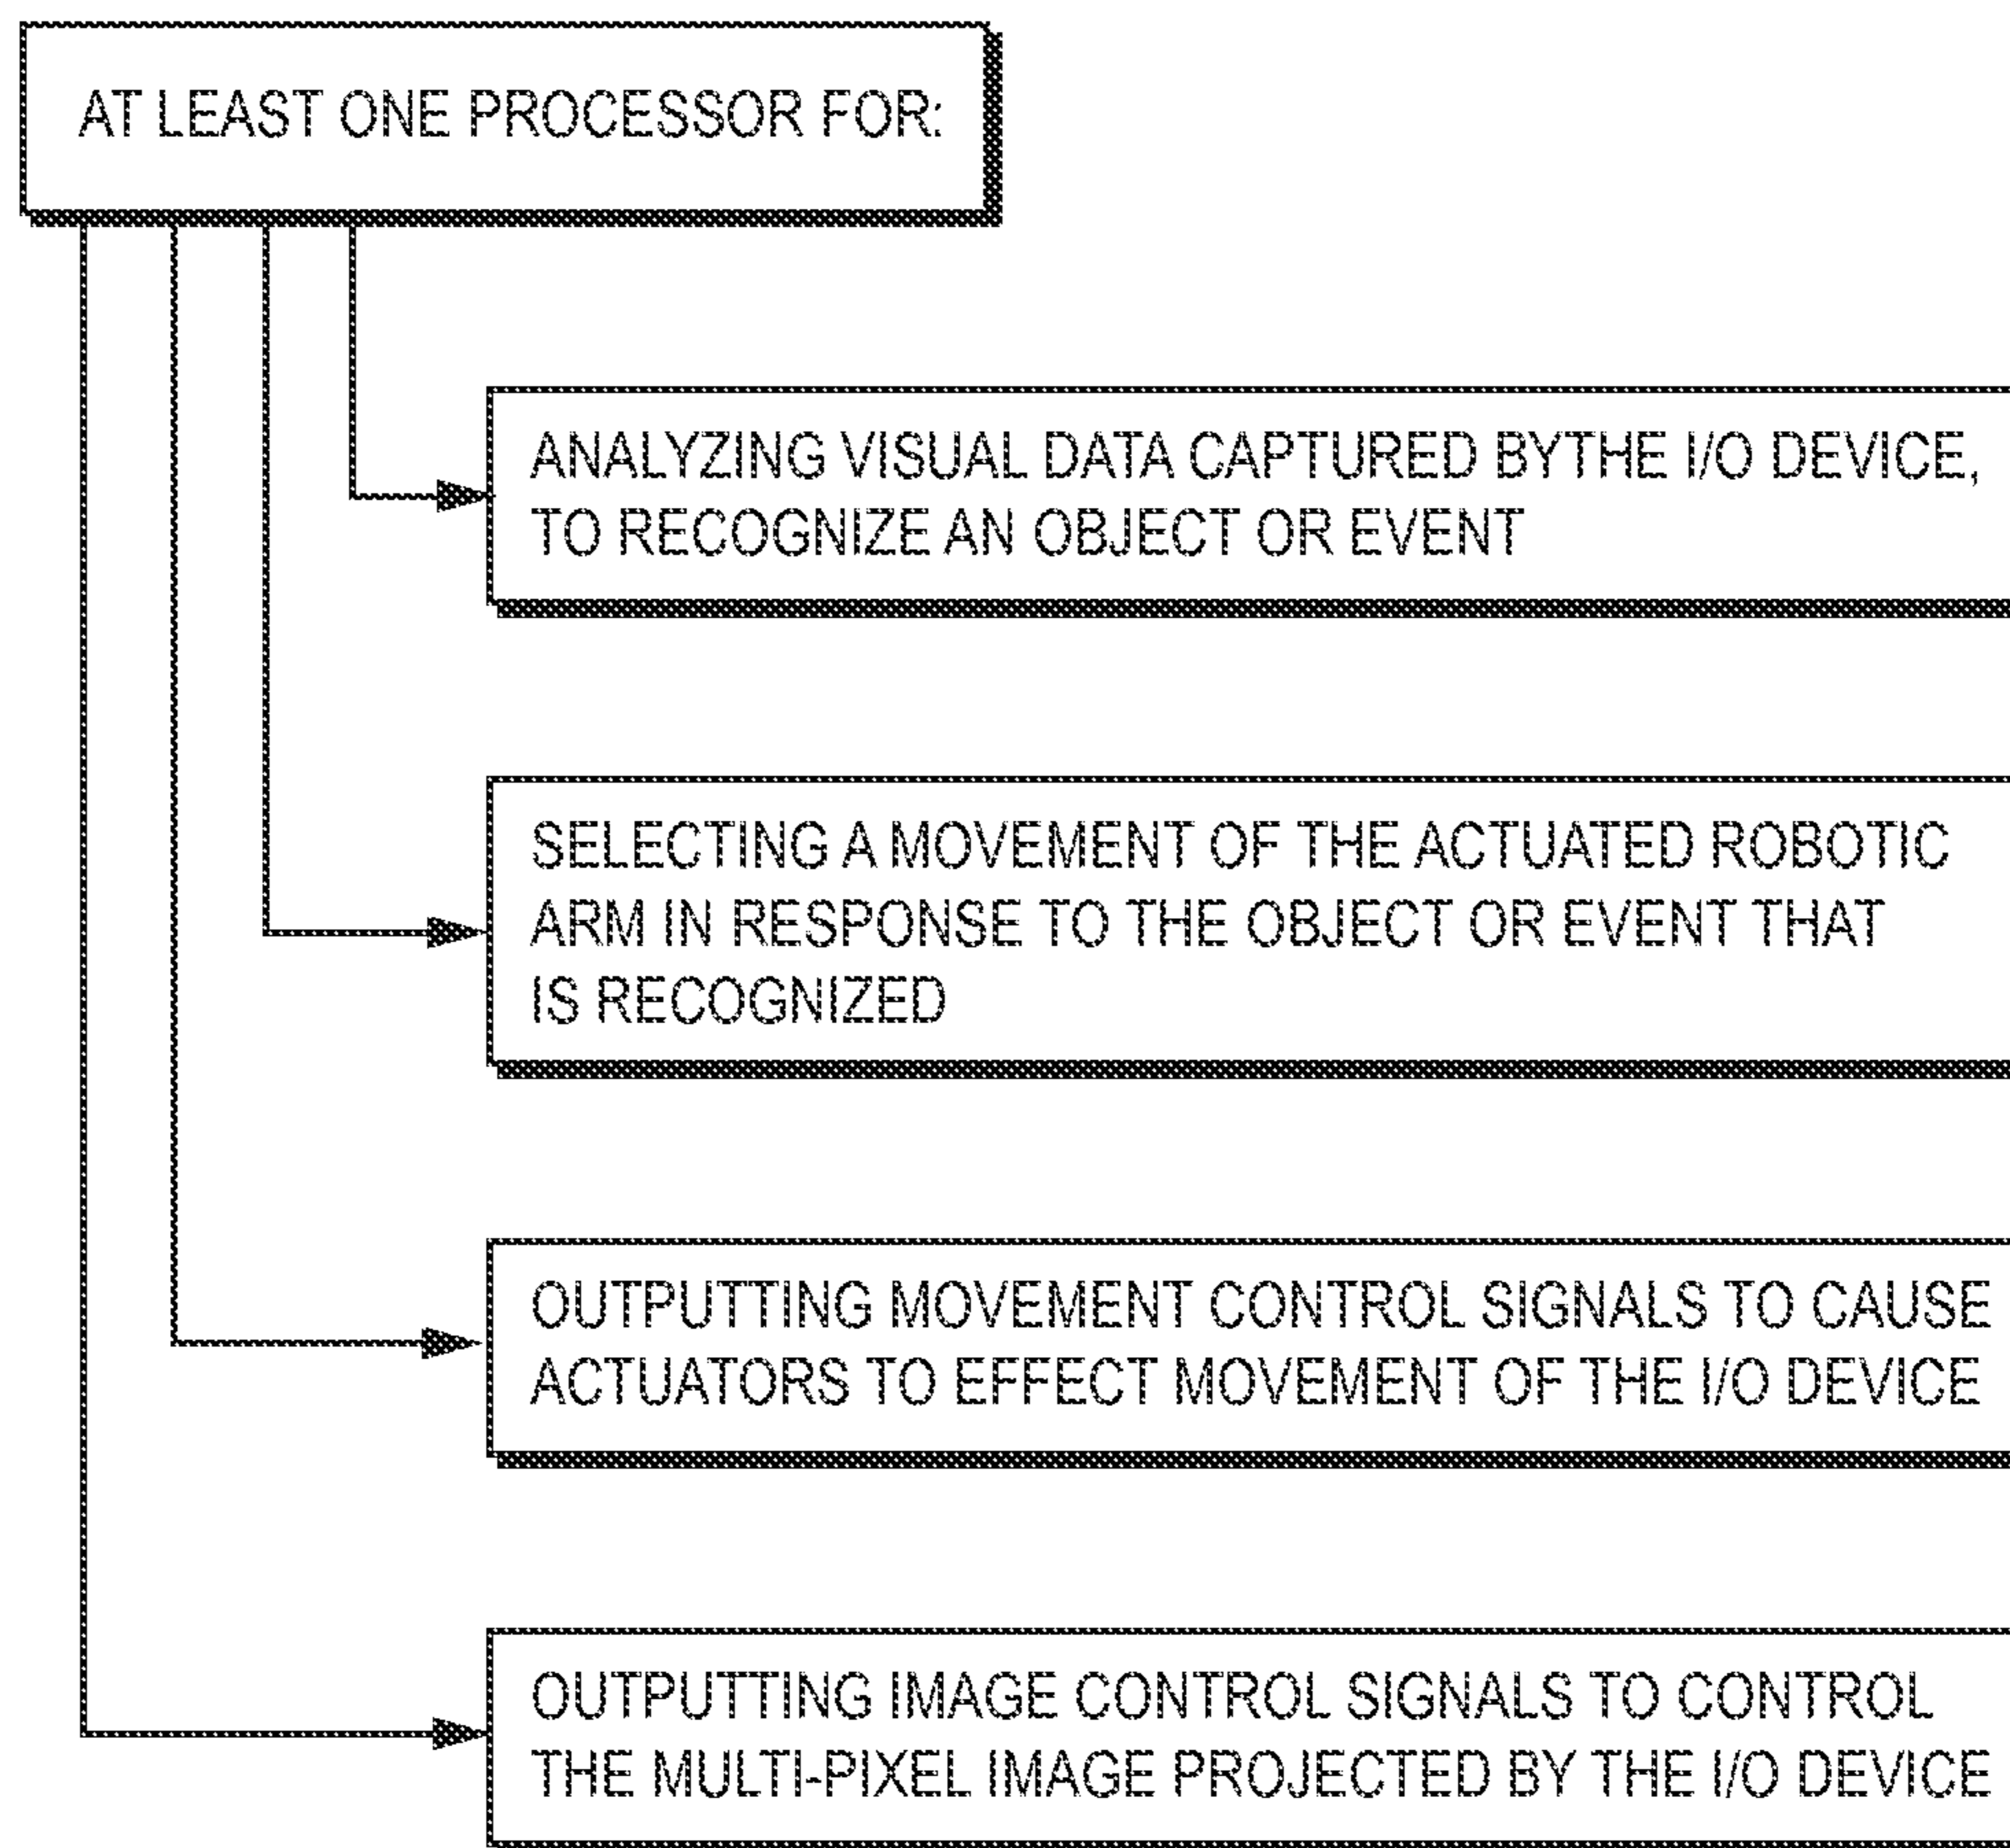 AT LEAST ONE PROCESSOR FOR:
ANALYZING VISUAL DATA CAPTURED BYTHE I/O DEVICE,
TO RECOGNIZE AN OBJECT OR EVENT
SELECTING A MOVEMENT OF THE ACTUATED ROBOTIC
ARM IN RESPONSE TO THE OBJECT OR EVENT THAT
IS RECOGNIZED
OUTPUTTING MOVEMENT CONTROL SIGNALS TO CAUSE
ACTUATORS TO EFFECT MOVEMENT OF THE I/O DEVICE
OUTPUTTING IMAGE CONTROL SIGNALS TO CONTROL
THE MULTI-PIXEL IMAGE PROJECTED BY THE I/O DEVICE